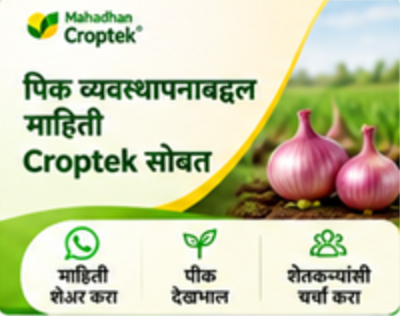 Mahadhan
Croptek®
पिक व्यवस्थापनाबद्दल
माहिती
Croptek सोबत
माहिती
शेअर करा
पीक
देखभाल
शेतकऱ्यांसी
चर्चा करा